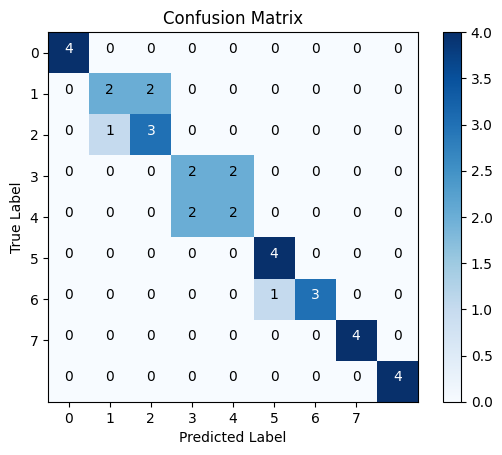 Confusion Matrix
0 4 0 0 0 0 0 0 0 0
1 0 2 2 0 0 0 0 0 0
2 0 1 3 0 0 0 0 0 0
3 0 0 0 2 2 0 0 0 0
4 0 0 0 2 2 0 0 0 0
5 0 0 0 0 0 4 0 0 0
6 0 0 0 0 0 1 3 0 0
7 0 0 0 0 0 0 0 4 0
0 0 0 0 0 0 0 0 4
0 1 2 3 4 5 6 7
Predicted Label
True Label
4.0
3.5
3.0
2.5
2.0
1.5
1.0
0.5
0.0